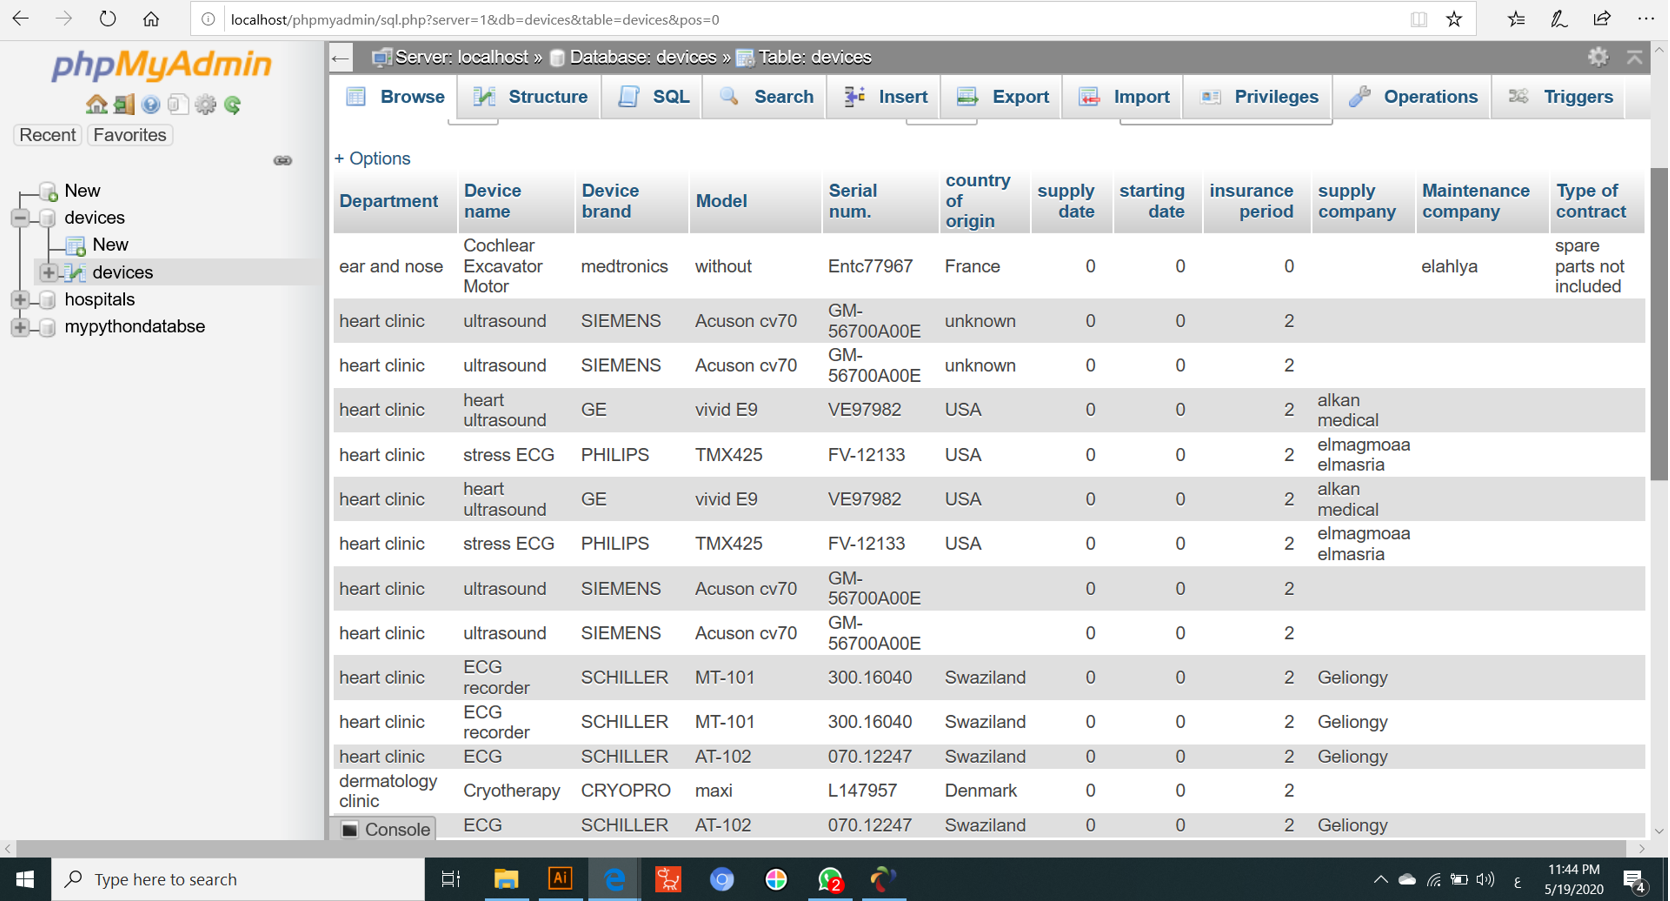 localhost/phpmyadmin/sql.php?server=1&db=devices&table=devices&pos=0
phpMyAdmin
Recent Favorites
New
devices
New
devices
hospitals
mypythondatabse
Server: localhost » Database: devices » Table: devices
Browse Structure SQL Search Insert Export Import Privileges Operations Triggers
+ Options
Department Device name Device brand Model Serial num. country of origin supply date starting date insurance period supply company Maintenance company Type of contract
ear and nose Cochlear Excavator Motor medtronics without Entc77967 France 0 0 0 elahlya spare parts not included
heart clinic ultrasound SIEMENS Acuson cv70 GM-56700A00E unknown 0 0 2
heart clinic ultrasound SIEMENS Acuson cv70 GM-56700A00E unknown 0 0 2
heart clinic heart ultrasound GE vivid E9 VE97982 USA 0 0 2 alkan medical
heart clinic stress ECG PHILIPS TMX425 FV-12133 USA 0 0 2 elmagmoaa elmasria
heart clinic heart ultrasound GE vivid E9 VE97982 USA 0 0 2 alkan medical
heart clinic stress ECG PHILIPS TMX425 FV-12133 USA 0 0 2 elmagmoaa elmasria
heart clinic ultrasound SIEMENS Acuson cv70 GM-56700A00E 0 0 2
heart clinic ultrasound SIEMENS Acuson cv70 GM-56700A00E 0 0 2
heart clinic ECG recorder SCHILLER MT-101 300.16040 Swaziland 0 0 2 Geliongy
heart clinic ECG recorder SCHILLER MT-101 300.16040 Swaziland 0 0 2 Geliongy
heart clinic ECG SCHILLER AT-102 070.12247 Swaziland 0 0 2 Geliongy
dermatology clinic Cryotherapy CRYOPRO maxi L147957 Denmark 0 0 2
ECG SCHILLER AT-102 070.12247 Swaziland 0 0 2 Geliongy
Console
Type here to search
Ai
2
ع
11:44 PM
5/19/2020
4